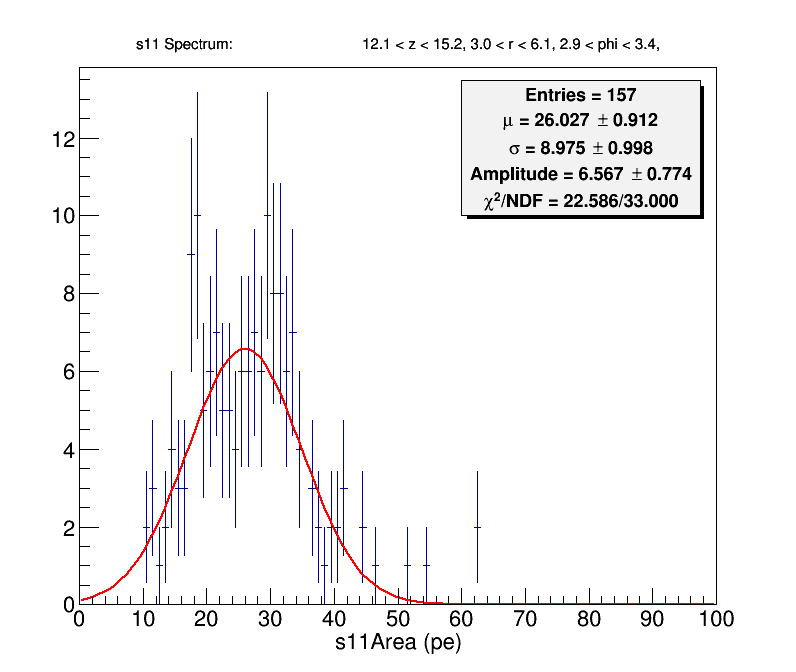 s11 Spectrum: 12.1 < z < 15.2, 3.0 < r < 6.1, 2.9 < phi < 3.4,
Entries = 157
μ = 26.027 ± 0.912
σ = 8.975 ± 0.998
Amplitude = 6.567 ± 0.774
χ²/NDF = 22.586/33.000
12
10
8
6
4
2
0
0 10 20 30 40 50 60 70 80 90 100
s11Area (pe)